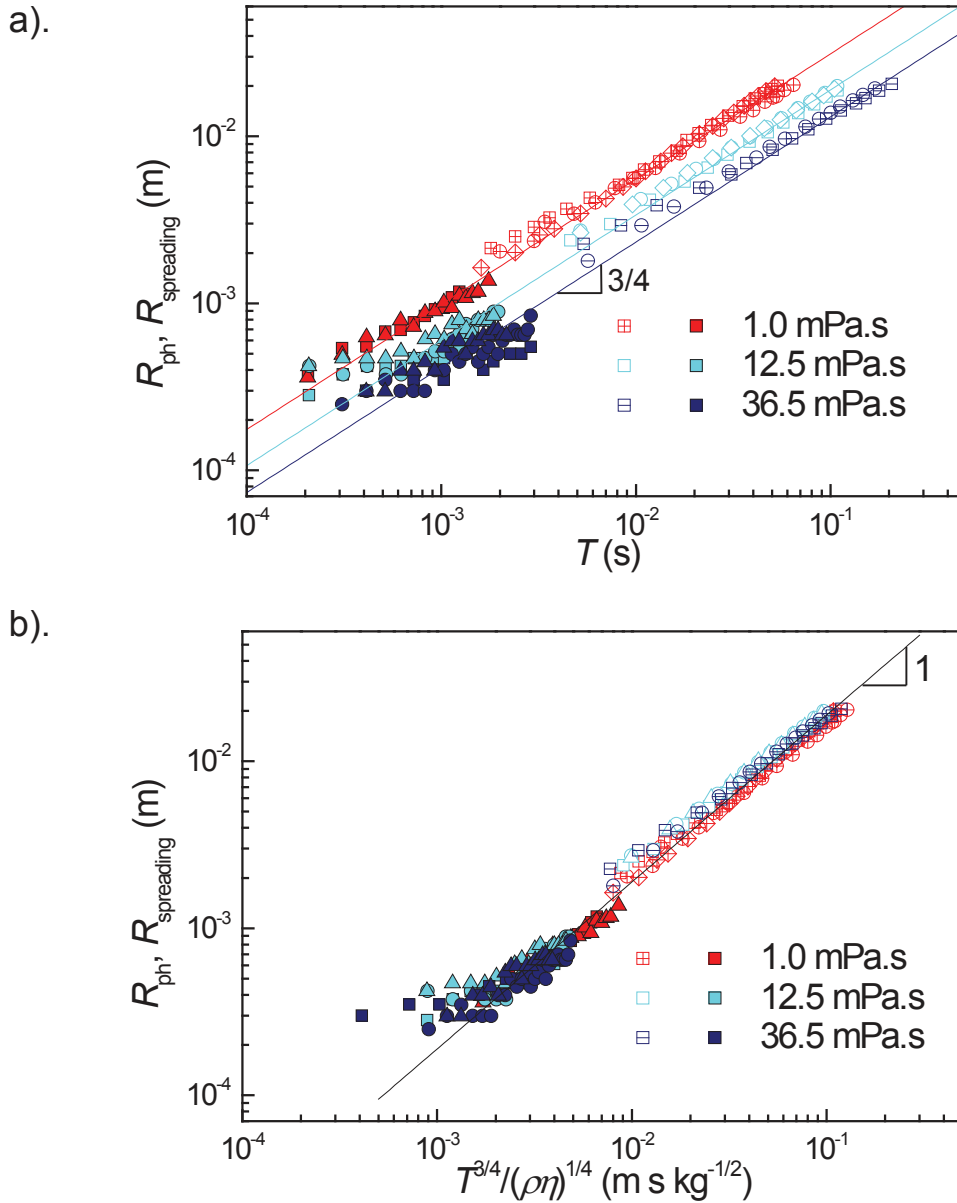 a).
R_ph, R_spreading (m)
10⁻²
10⁻³
10⁻⁴
3/4
1.0 mPa.s
12.5 mPa.s
36.5 mPa.s
10⁻⁴ 10⁻³ 10⁻² 10⁻¹
T (s)
b).
R_ph, R_spreading (m)
1
10⁻²
10⁻³
10⁻⁴
1.0 mPa.s
12.5 mPa.s
36.5 mPa.s
10⁻⁴ 10⁻³ 10⁻² 10⁻¹
T^3/4/(ρη)^1/4 (m s kg^-1/2)